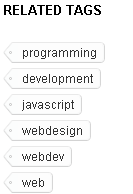 RELATED TAGS
programming
development
javascript
webdesign
webdev
web